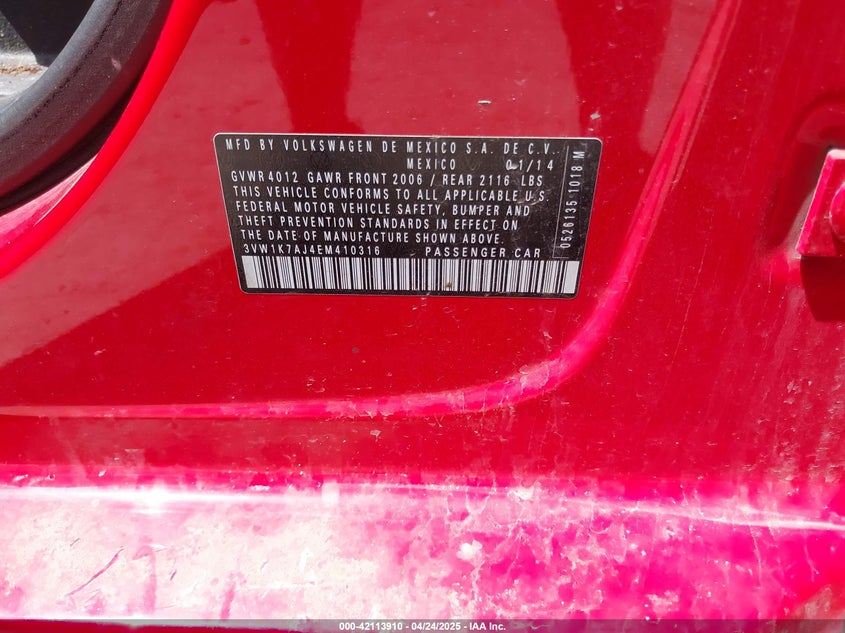 MFD BY VOLKSWAGEN DE MEXICO S.A. DE C.V.
MEXICO 01/14
GVWR 4012 GAWR FRONT 2006 / REAR 2116 LBS
THIS VEHICLE CONFORMS TO ALL APPLICABLE U.S.
FEDERAL MOTOR VEHICLE SAFETY, BUMPER AND
THEFT PREVENTION STANDARDS IN EFFECT ON
THE DATE OF MANUFACTURE SHOWN ABOVE.
3VW1K7AJ4EM410316 PASSENGER CAR
0526135 1018 M
000-42113910 - 04/24/2025 - IAA Inc.